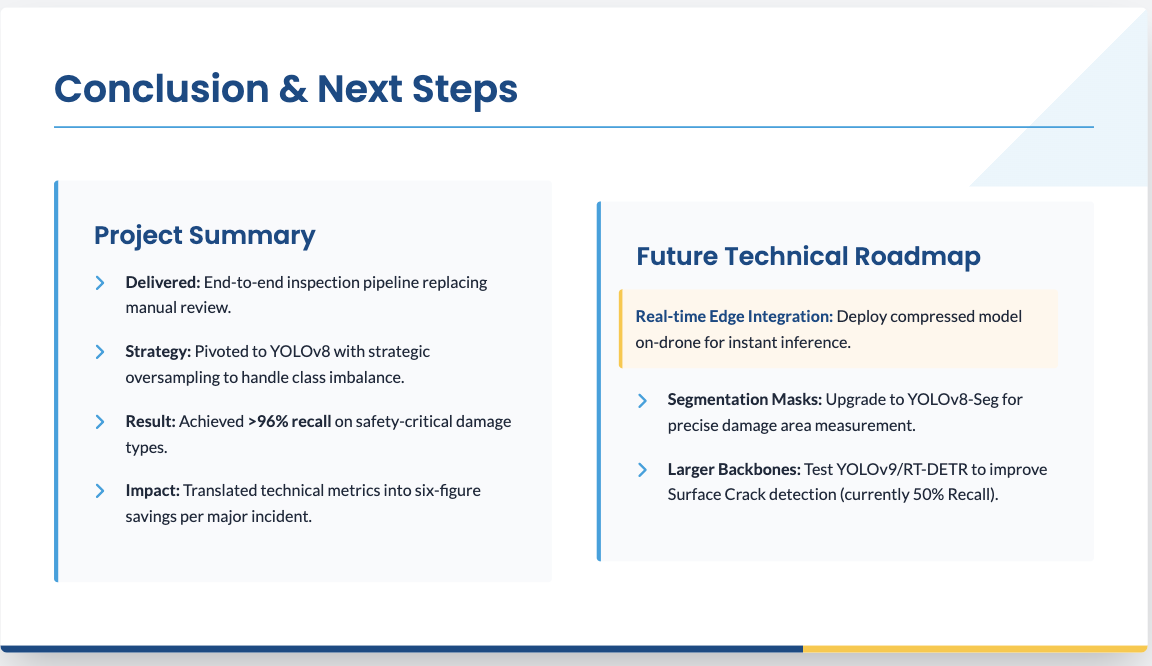 Conclusion & Next Steps
Project Summary
Delivered: End-to-end inspection pipeline replacing
manual review.
Strategy: Pivoted to YOLOv8 with strategic
oversampling to handle class imbalance.
Result: Achieved >96% recall on safety-critical damage
types.
Impact: Translated technical metrics into six-figure
savings per major incident.
Future Technical Roadmap
Real-time Edge Integration: Deploy compressed model
on-drone for instant inference.
Segmentation Masks: Upgrade to YOLOv8-Seg for
precise damage area measurement.
Larger Backbones: Test YOLOv9/RT-DETR to improve
Surface Crack detection (currently 50% Recall).